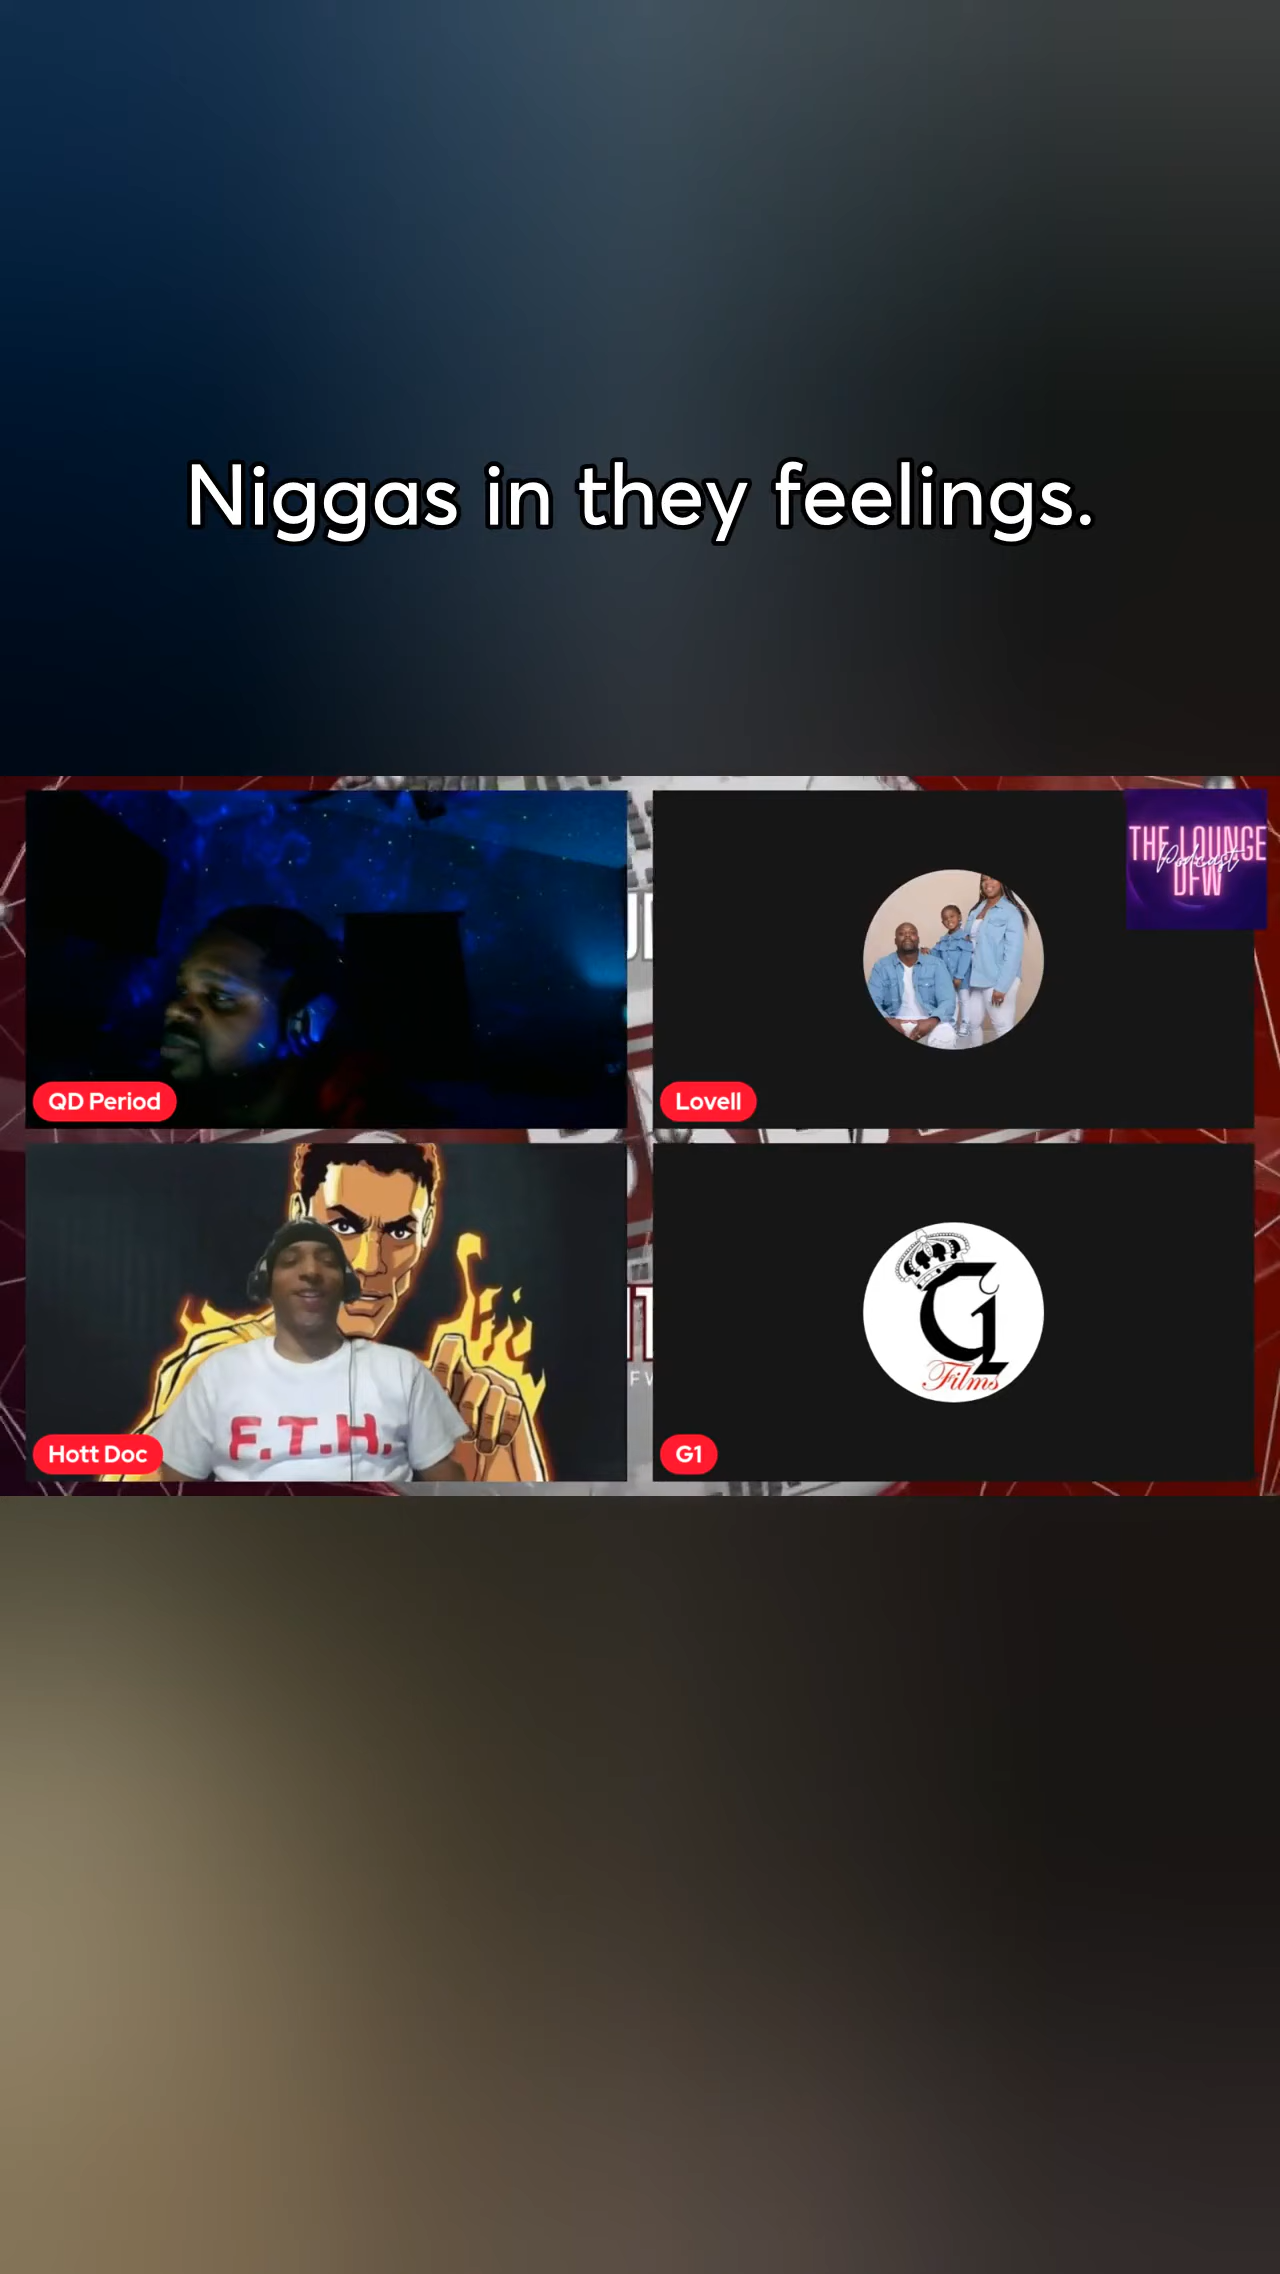 Niggas in they feelings.
THE LOUNGE
Podcast
DFW
QD Period
Lovell
F.T.H.
Hott Doc
G1
Films
G1